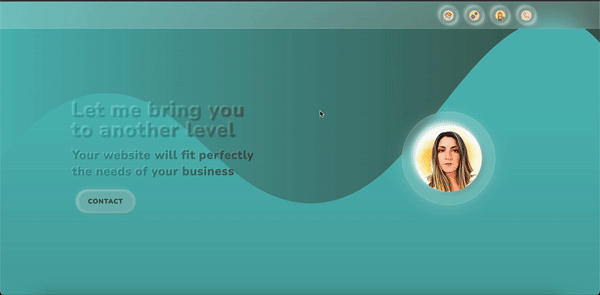 Let me bring you
to another level
Your website will fit perfectly
the needs of your business
CONTACT